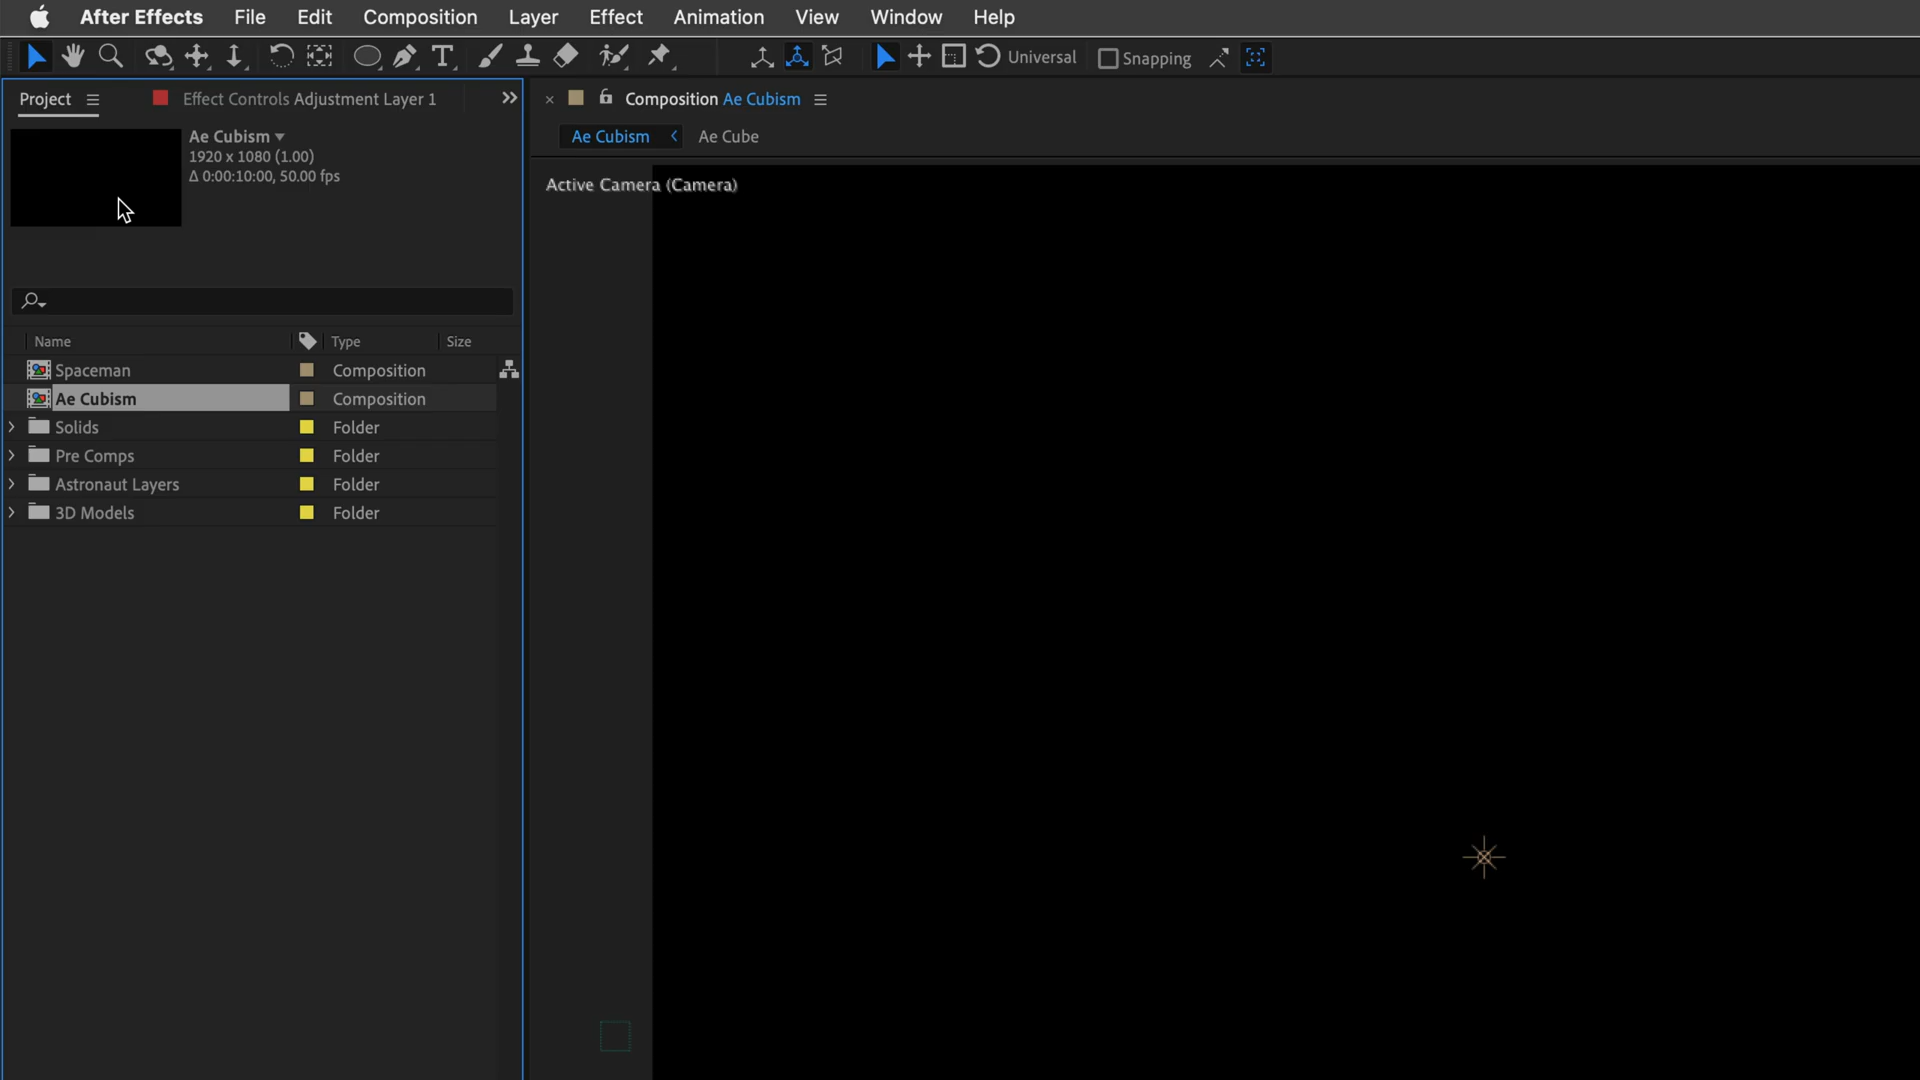 After Effects File Edit Composition Layer Effect Animation View Window Help
Universal Snapping
Project Effect Controls Adjustment Layer 1
Composition Ae Cubism
Ae Cubism
1920 x 1080 (1.00)
Δ 0:00:10:00, 50.00 fps
Ae Cubism Ae Cube
Active Camera (Camera)
Name Type Size
Spaceman Composition
Ae Cubism Composition
Solids Folder
Pre Comps Folder
Astronaut Layers Folder
3D Models Folder